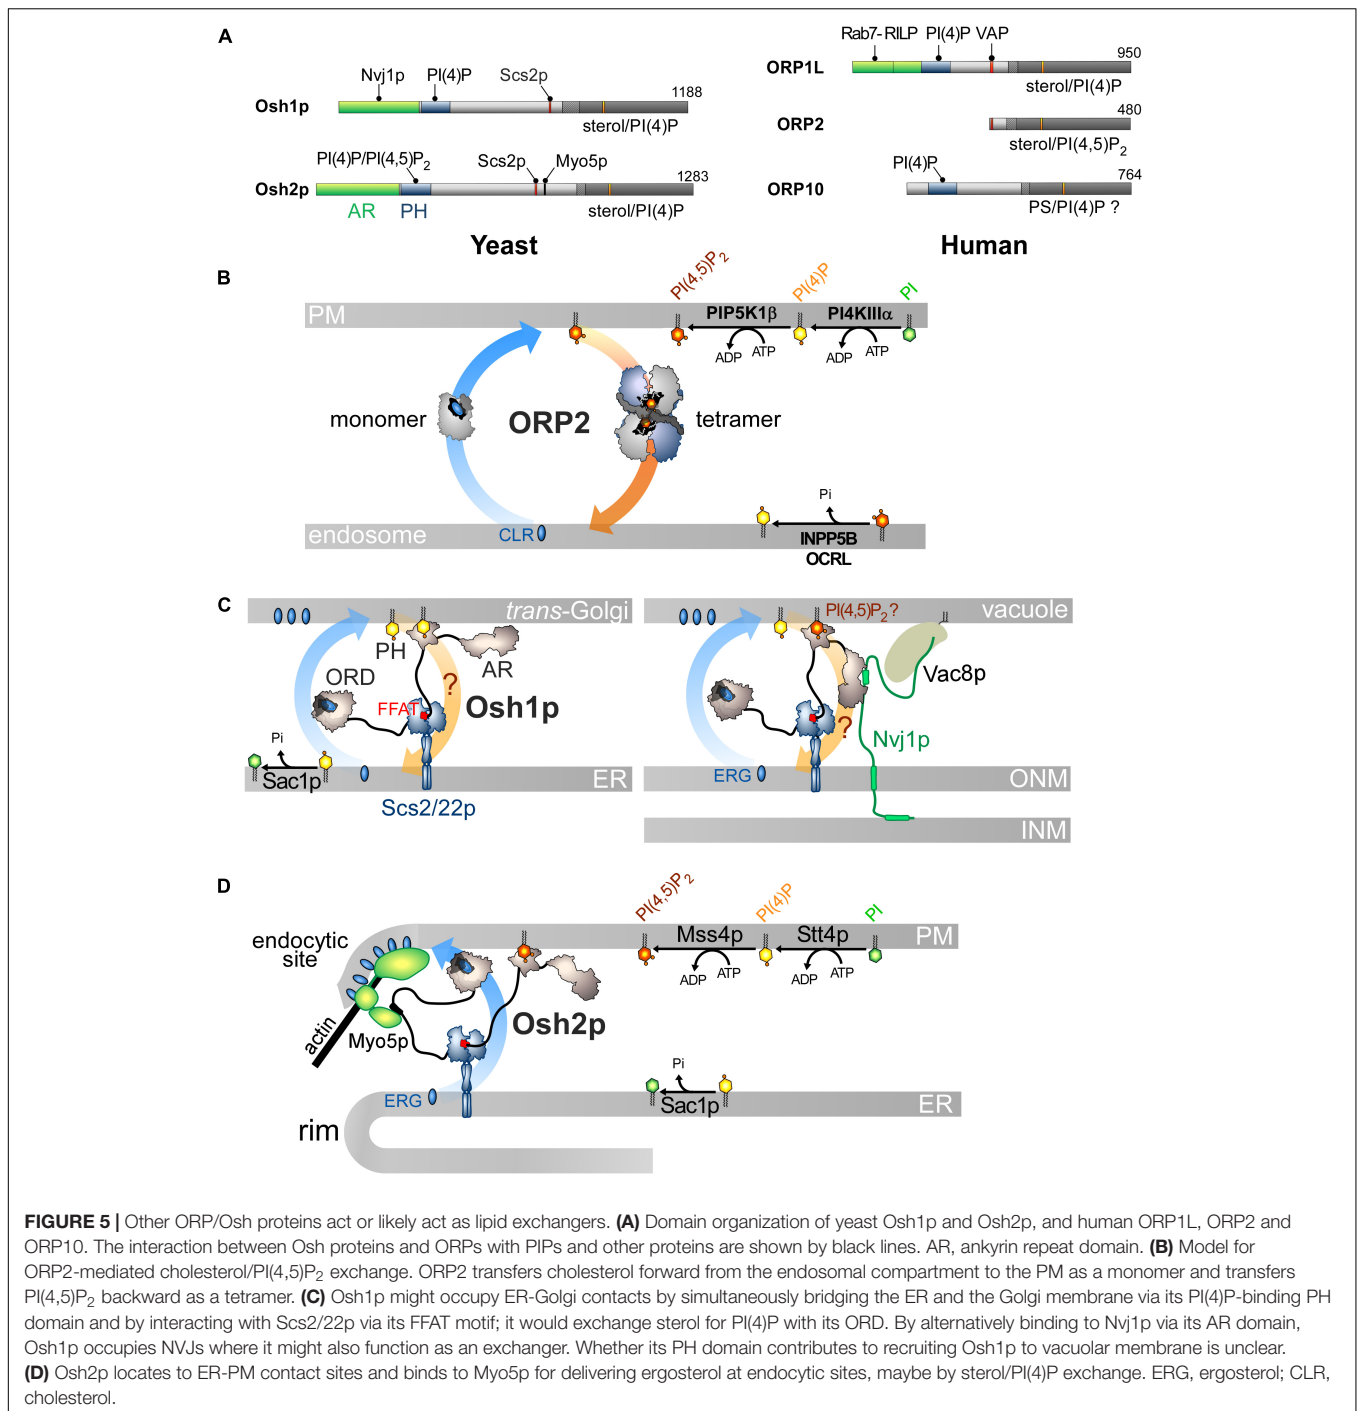 A
Nvj1p PI(4)P Scs2p
1188
Osh1p
sterol/PI(4)P
PI(4)P/PI(4,5)P2 Scs2p Myo5p
1283
Osh2p
sterol/PI(4)P
AR PH
Yeast
Rab7-RILP PI(4)P VAP
950
ORP1L
sterol/PI(4)P
480
ORP2
sterol/PI(4,5)P2
PI(4)P
764
ORP10
PS/PI(4)P ?
Human
B
PI(4,5)P2 PI(4)P PI
PM
PIP5K1β PI4KIIIα
ADP ATP ADP ATP
monomer ORP2 tetramer
Pi
endosome CLR
INPP5B
OCRL
C
trans-Golgi
PH
AR
ORD
?
FFAT Osh1p
Pi
Sac1p
ER
Scs2/22p
PI(4,5)P2 ? vacuole
Vac8p
?
Nvj1p
ERG ONM
INM
D
PI(4,5)P2 PI(4)P PI
PM
Mss4p Stt4p
ADP ATP ADP ATP
endocytic
site
Osh2p
actin Myo5p
Pi
Sac1p
ERG ER
rim
FIGURE 5 | Other ORP/Osh proteins act or likely act as lipid exchangers. (A) Domain organization of yeast Osh1p and Osh2p, and human ORP1L, ORP2 and
ORP10. The interaction between Osh proteins and ORPs with PIPs and other proteins are shown by black lines. AR, ankyrin repeat domain. (B) Model for
ORP2-mediated cholesterol/PI(4,5)P2 exchange. ORP2 transfers cholesterol forward from the endosomal compartment to the PM as a monomer and transfers
PI(4,5)P2 backward as a tetramer. (C) Osh1p might occupy ER-Golgi contacts by simultaneously bridging the ER and the Golgi membrane via its PI(4)P-binding PH
domain and by interacting with Scs2/22p via its FFAT motif; it would exchange sterol for PI(4)P with its ORD. By alternatively binding to Nvj1p via its AR domain,
Osh1p occupies NVJs where it might also function as an exchanger. Whether its PH domain contributes to recruiting Osh1p to vacuolar membrane is unclear.
(D) Osh2p locates to ER-PM contact sites and binds to Myo5p for delivering ergosterol at endocytic sites, maybe by sterol/PI(4)P exchange. ERG, ergosterol; CLR,
cholesterol.